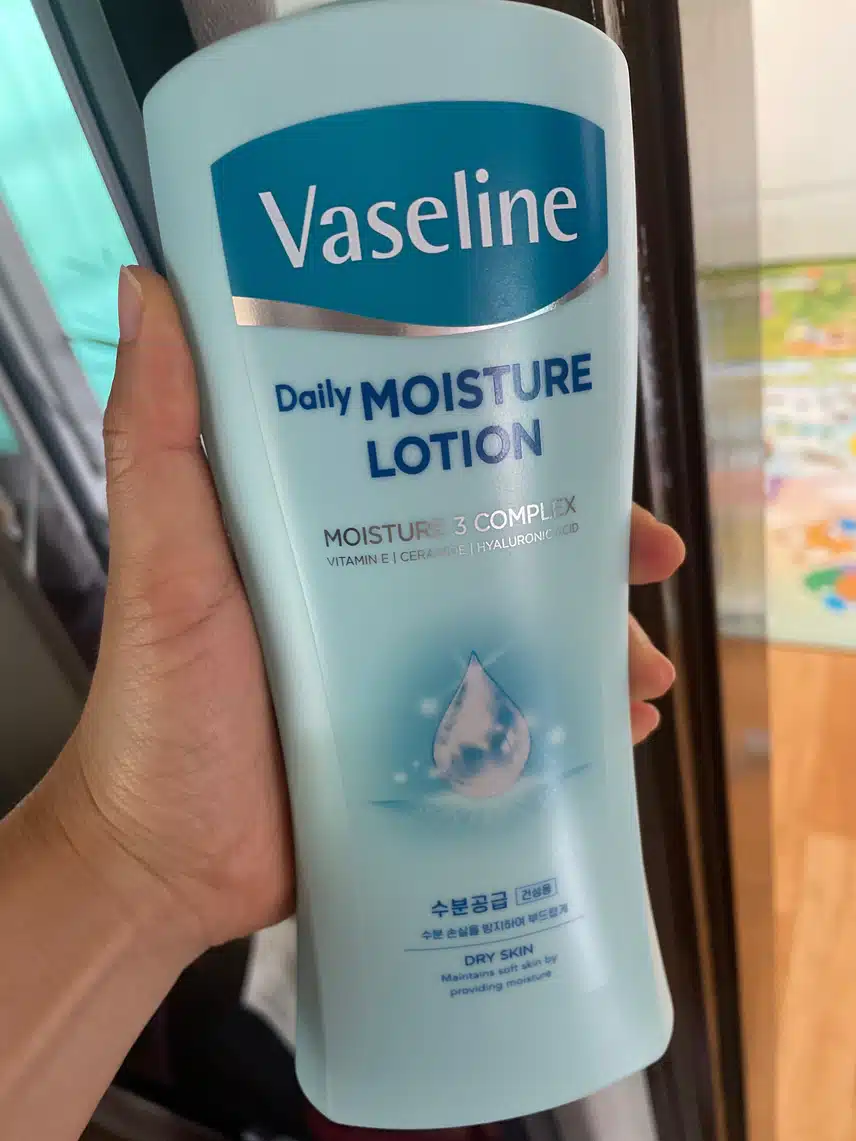 Vaseline
Daily MOISTURE
LOTION
MOISTURE 3 COMPLEX
VITAMIN E | CERAMIDE | HYALURONIC ACID
수분공급 건성용
수분 손실을 방지하여 부드럽게
DRY SKIN
Maintains soft skin by
providing moisture